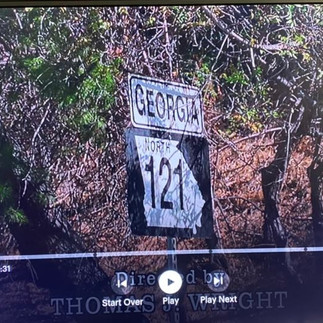 GEORGIA
NORTH
121
:31
Directed by
THOMAS J. WRIGHT
Start Over
Play
Play Next